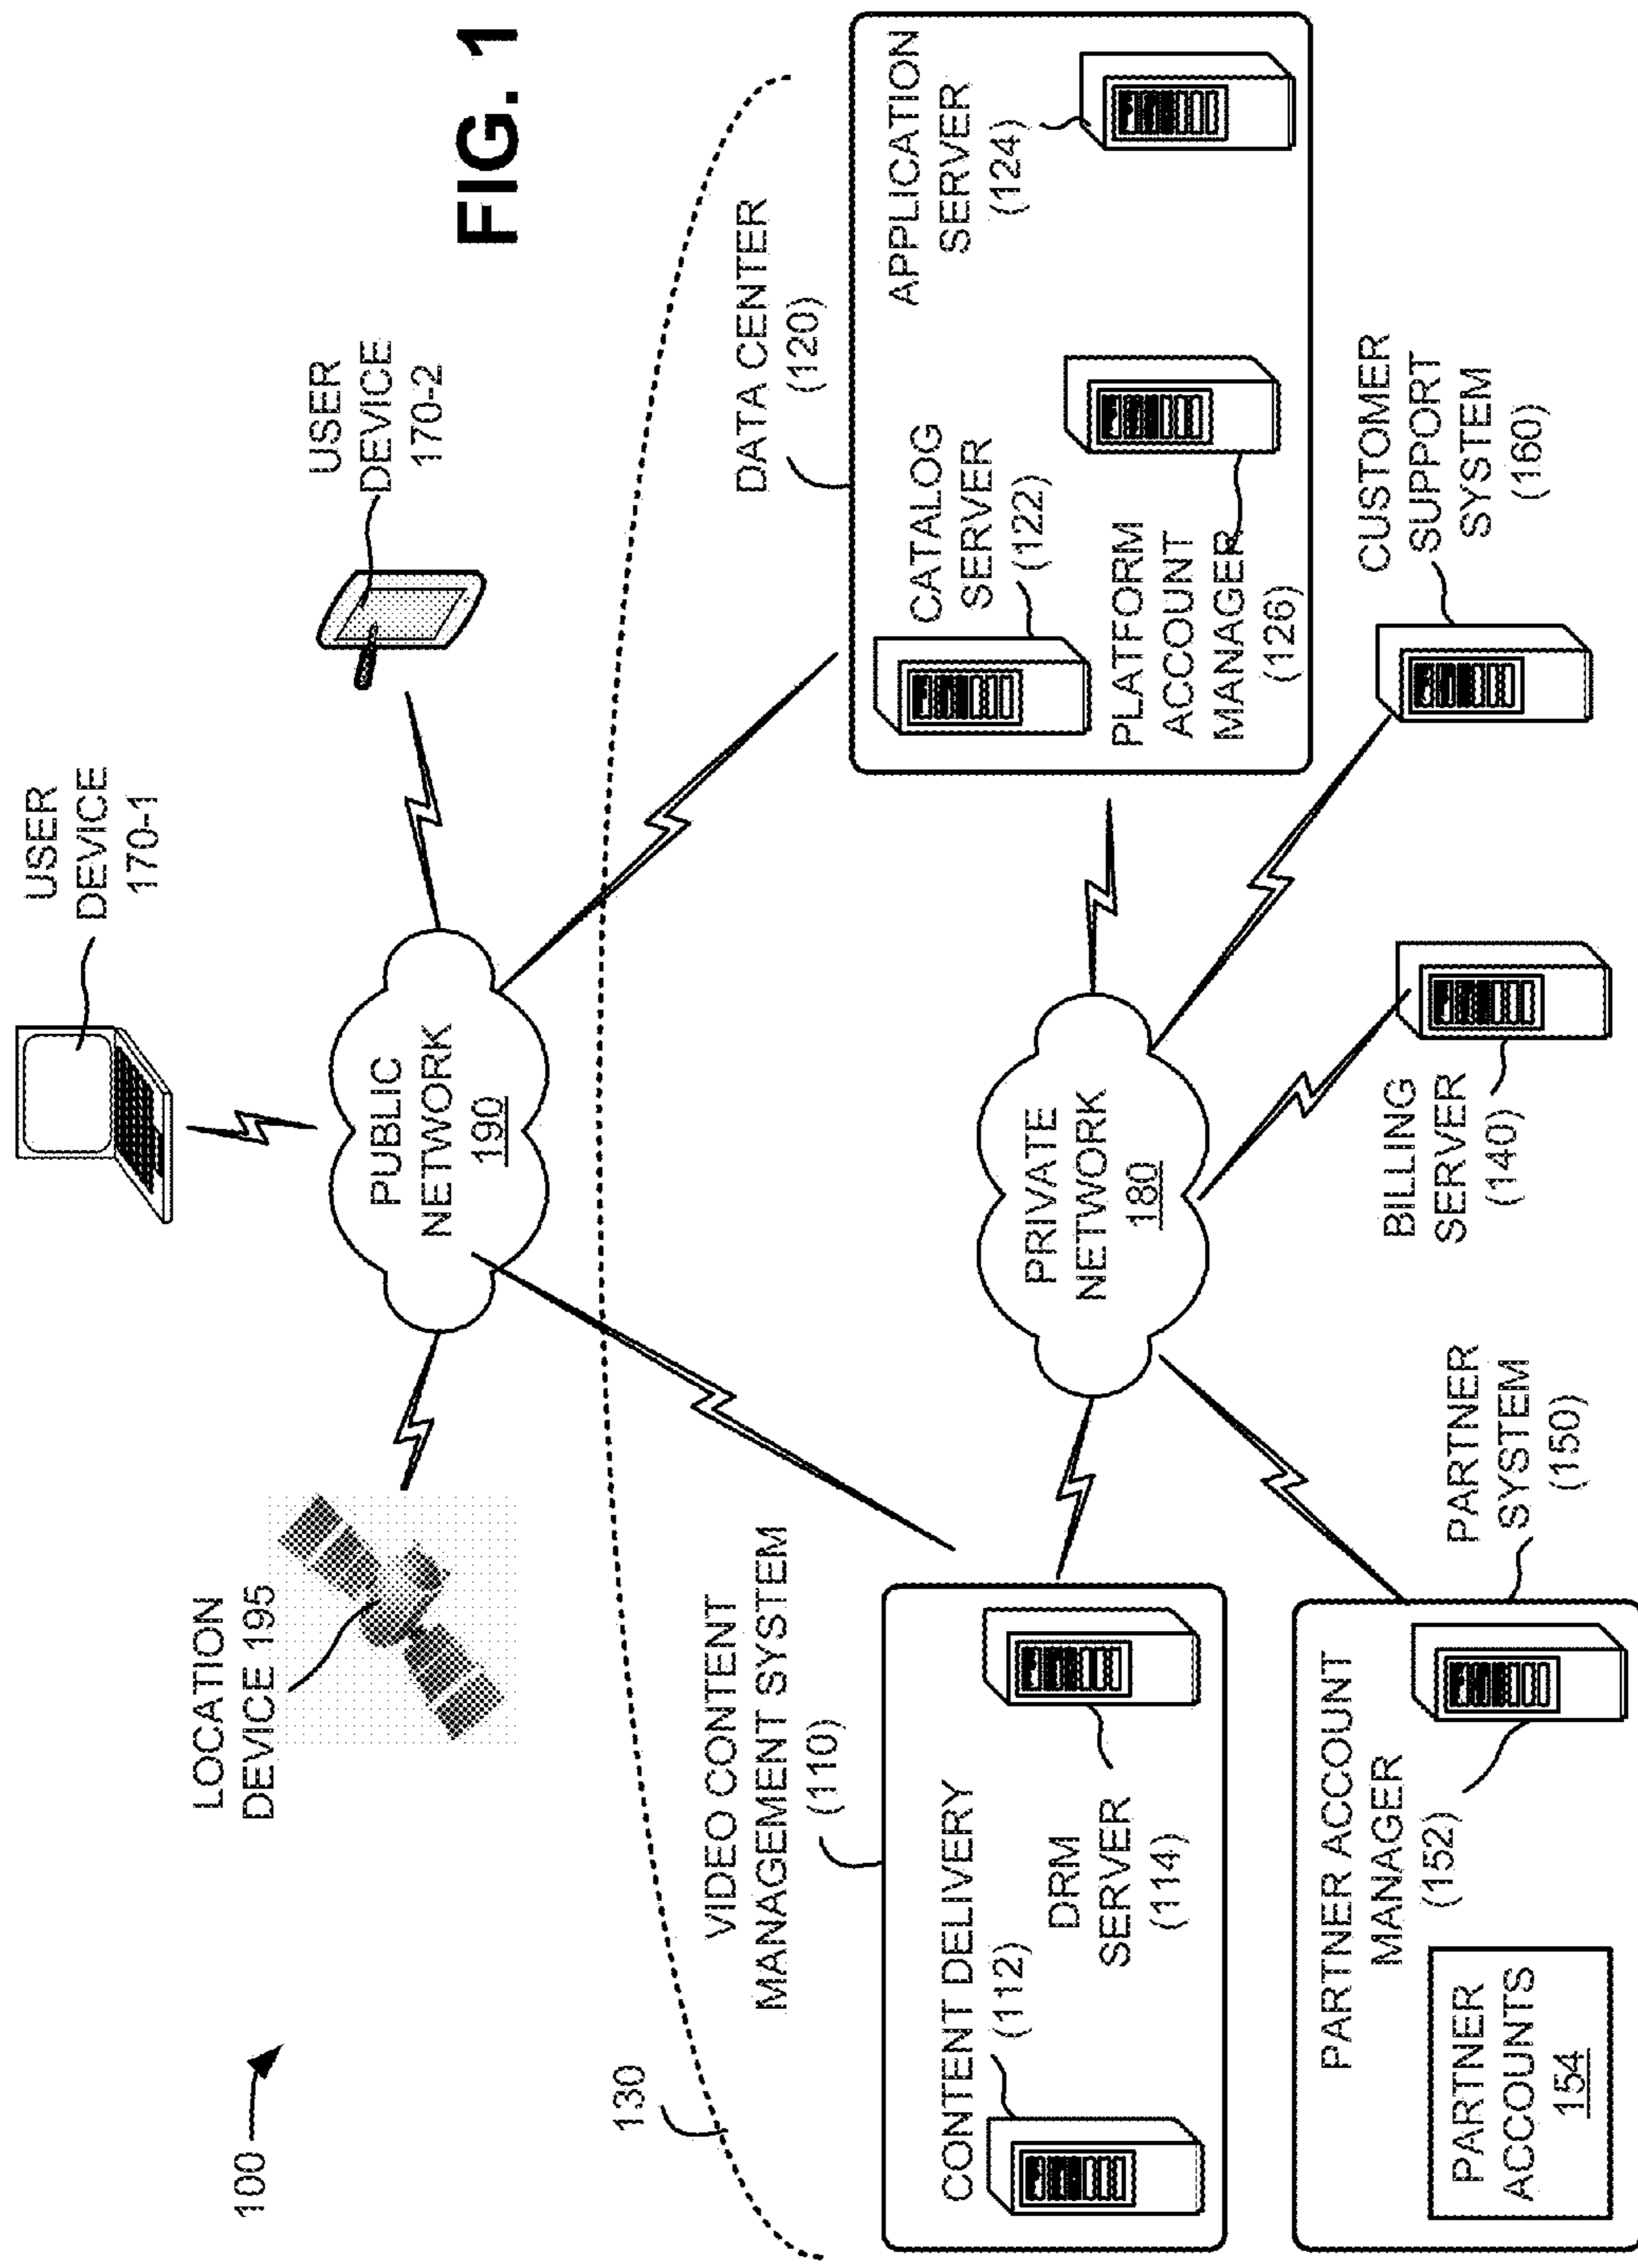 100
USER
DEVICE
170-1
USER
DEVICE
170-2
FIG. 1
LOCATION
DEVICE 195
PUBLIC
NETWORK
190
130
VIDEO CONTENT
MANAGEMENT SYSTEM
(110)
DATA CENTER
(120)
CONTENT DELIVERY
(112)
DRM
SERVER
(114)
PRIVATE
NETWORK
180
CATALOG
SERVER
(122)
APPLICATION
SERVER
(124)
PLATFORM
ACCOUNT
MANAGER
(126)
PARTNER ACCOUNT
MANAGER
(152)
PARTNER
ACCOUNTS
154
PARTNER
SYSTEM
(150)
BILLING
SERVER
(140)
CUSTOMER
SUPPORT
SYSTEM
(160)